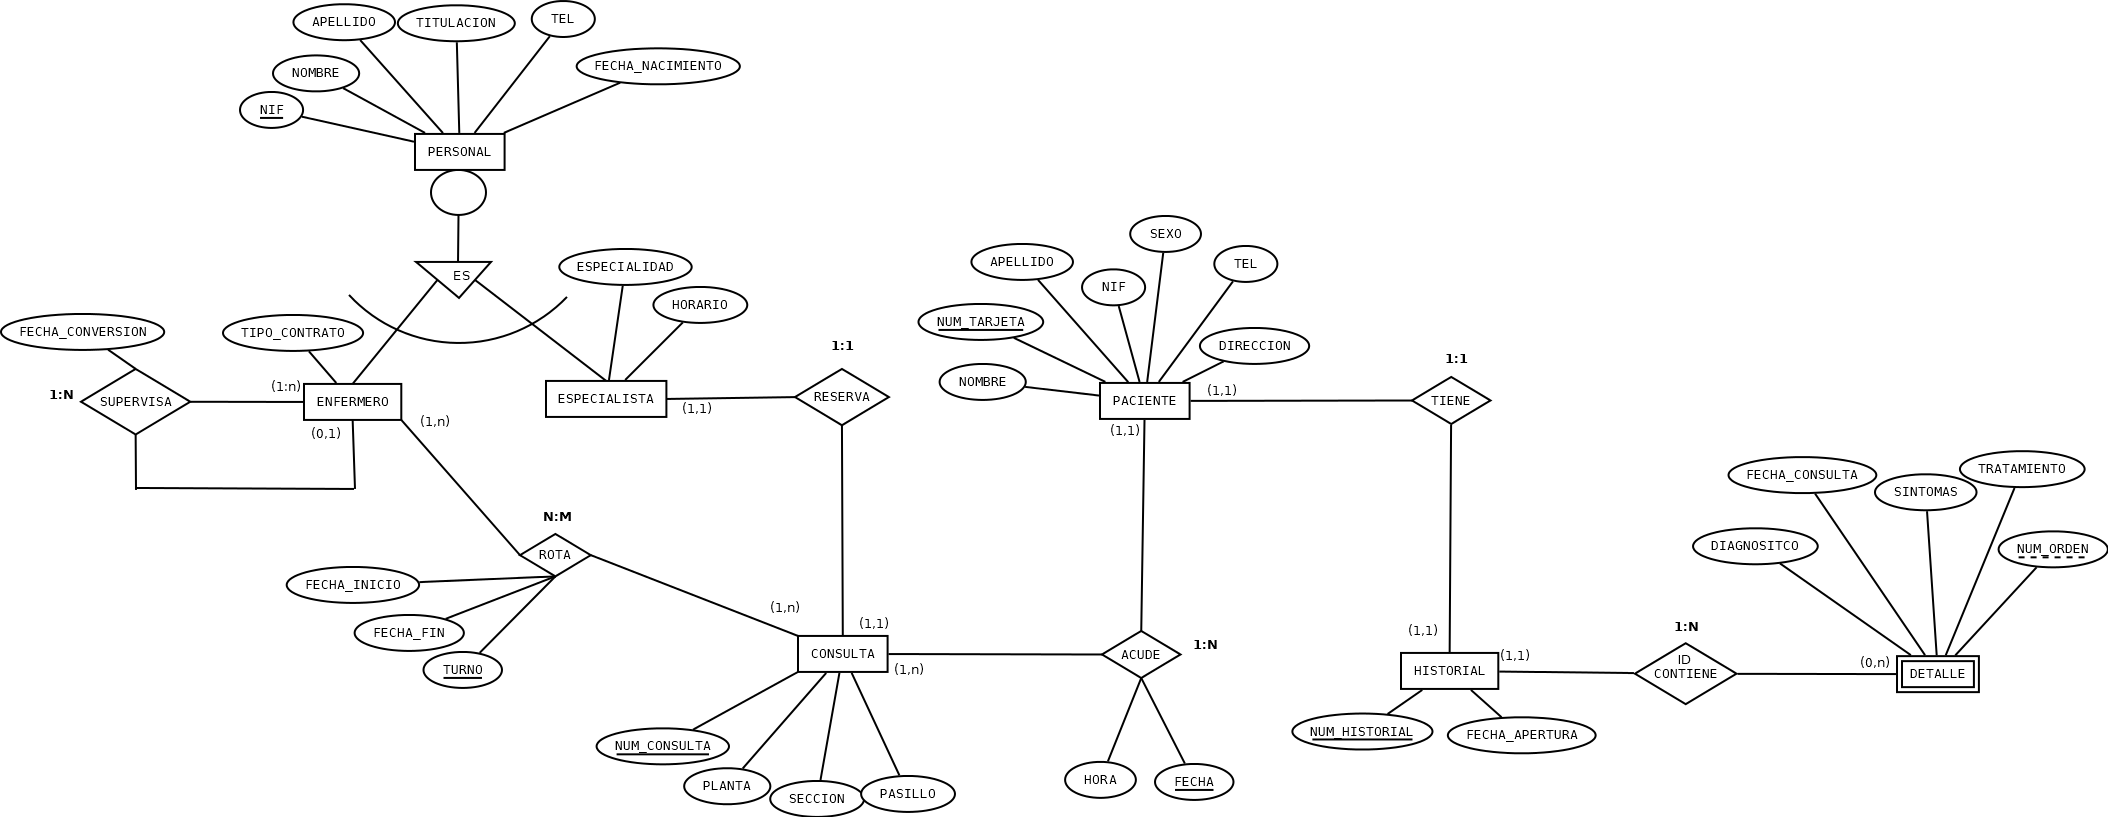 APELLIDO
TITULACION
TEL
NOMBRE
FECHA_NACIMIENTO
NIF
PERSONAL
ES
ESPECIALIDAD
HORARIO
FECHA_CONVERSION
TIPO_CONTRATO
1:N
SUPERVISA
(1:n)
ENFERMERO
(0,1)
(1,n)
ESPECIALISTA
(1,1)
1:1
RESERVA
SEXO
APELLIDO
NIF
TEL
NUM_TARJETA
DIRECCION
NOMBRE
PACIENTE
(1,1)
(1,1)
1:1
TIENE
N:M
ROTA
FECHA_INICIO
FECHA_FIN
TURNO
(1,n)
(1,1)
CONSULTA
(1,n)
NUM_CONSULTA
PLANTA
SECCION
PASILLO
ACUDE
1:N
HORA
FECHA
(1,1)
HISTORIAL
(1,1)
NUM_HISTORIAL
FECHA_APERTURA
1:N
ID
CONTIENE
(0,n)
DETALLE
FECHA_CONSULTA
SINTOMAS
TRATAMIENTO
DIAGNOSITCO
NUM_ORDEN